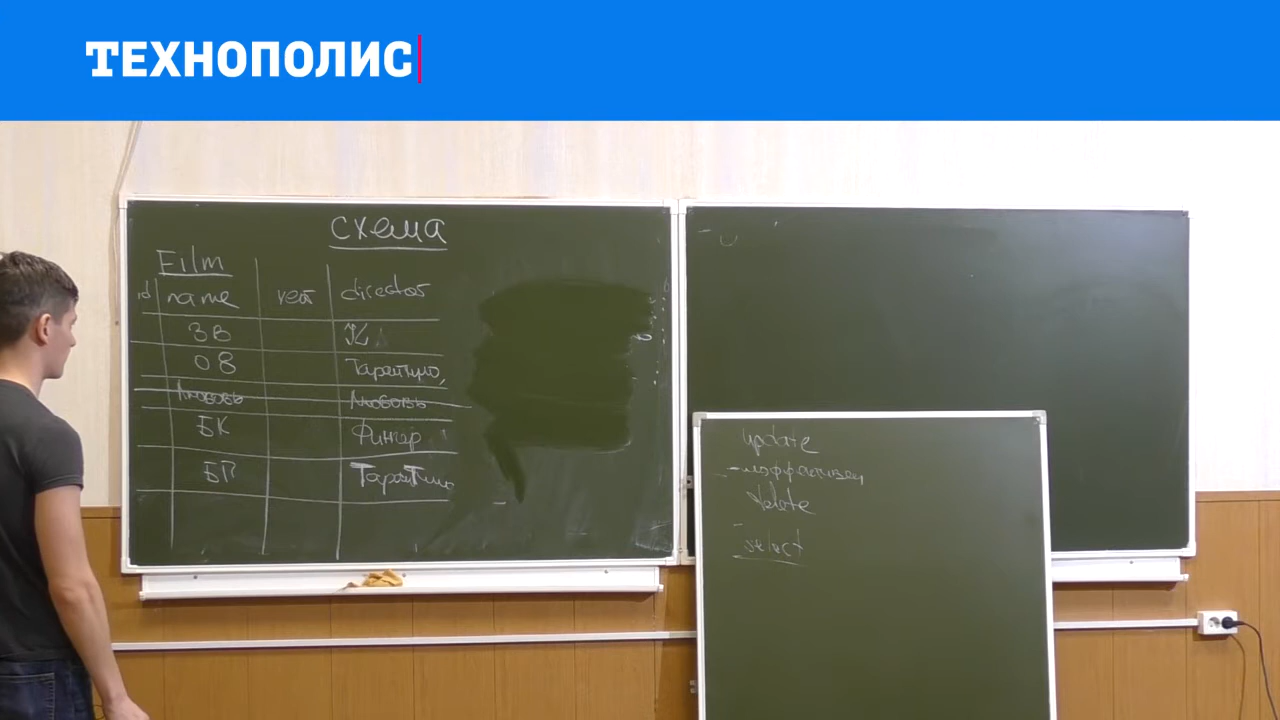 ТЕХНОПОЛИС
схема
Film
id name year director
ЗВ
ОВ Тарантино
Любовь Любовь
БК Финчер
БП Тарантино
update
delete
select